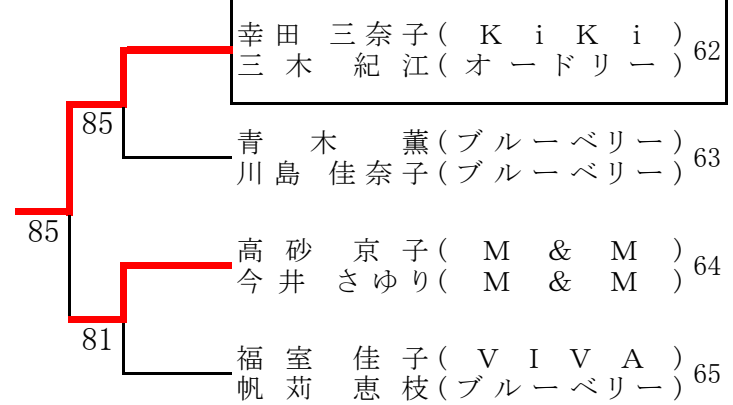 幸田 三奈子(KiKi) 62
三木 紀江(オードリー)
85
青木 薫(ブルーベリー) 63
川島 佳奈子(ブルーベリー)
85
高砂 京子(M&M) 64
今井 さゆり(M&M)
81
福室 佳子(VIVA) 65
帆苅 恵枝(ブルーベリー)